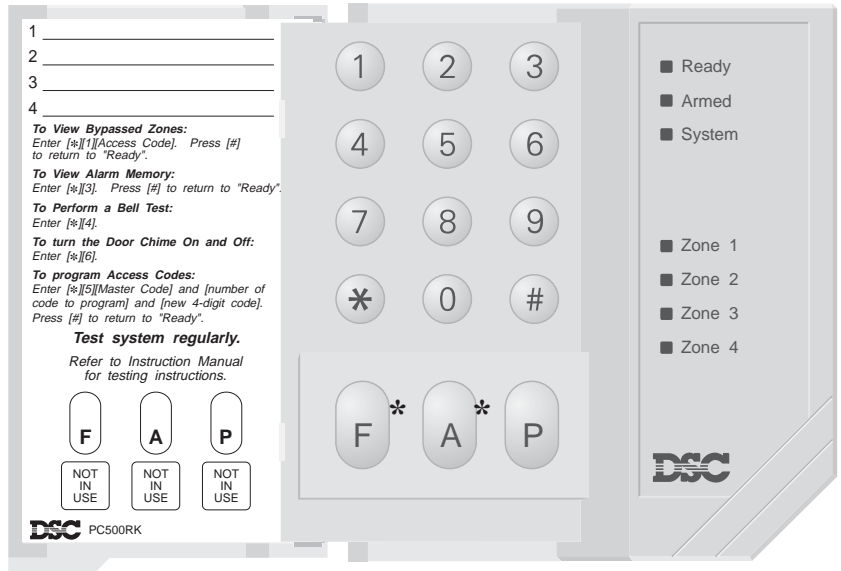 1
2
3
4
To View Bypassed Zones:
Enter [✻][1][Access Code]. Press [#]
to return to "Ready".
To View Alarm Memory:
Enter [✻][3]. Press [#] to return to "Ready".
To Perform a Bell Test:
Enter [✻][4].
To turn the Door Chime On and Off:
Enter [✻][6].
To program Access Codes:
Enter [✻][5][Master Code] and [number of
code to program] and [new 4-digit code].
Press [#] to return to "Ready".
Test system regularly.
Refer to Instruction Manual
for testing instructions.
F A P
NOT IN USE
NOT IN USE
NOT IN USE
DSC PC500RK
1 2 3
4 5 6
7 8 9
* 0 #
F* A* P
Ready
Armed
System
Zone 1
Zone 2
Zone 3
Zone 4
DSC